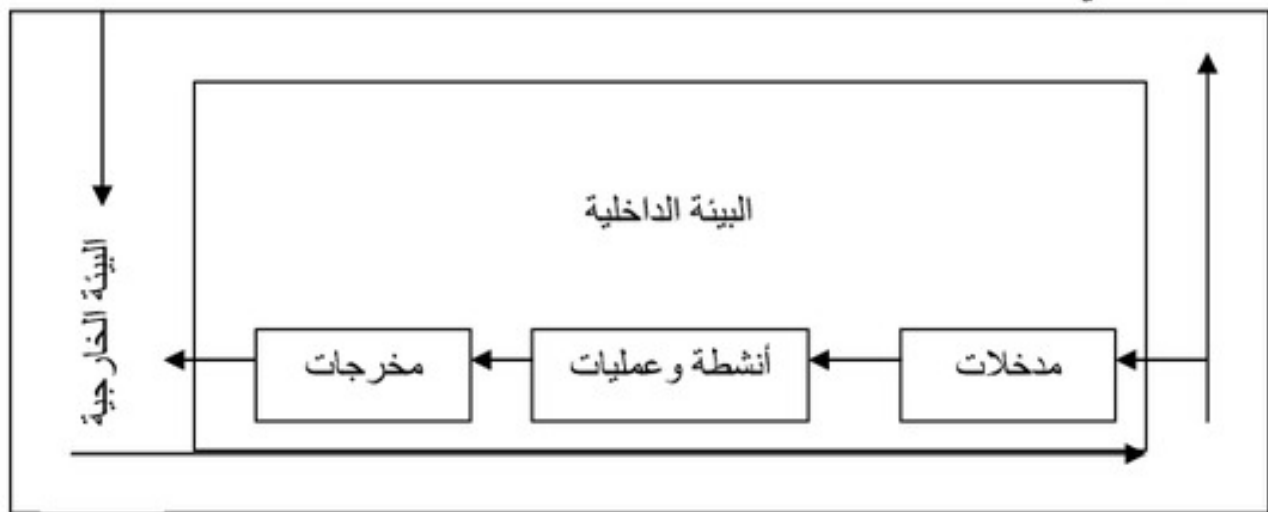 البيئة الداخلية
مدخلات
أنشطة وعمليات
مخرجات
البيئة الخارجية